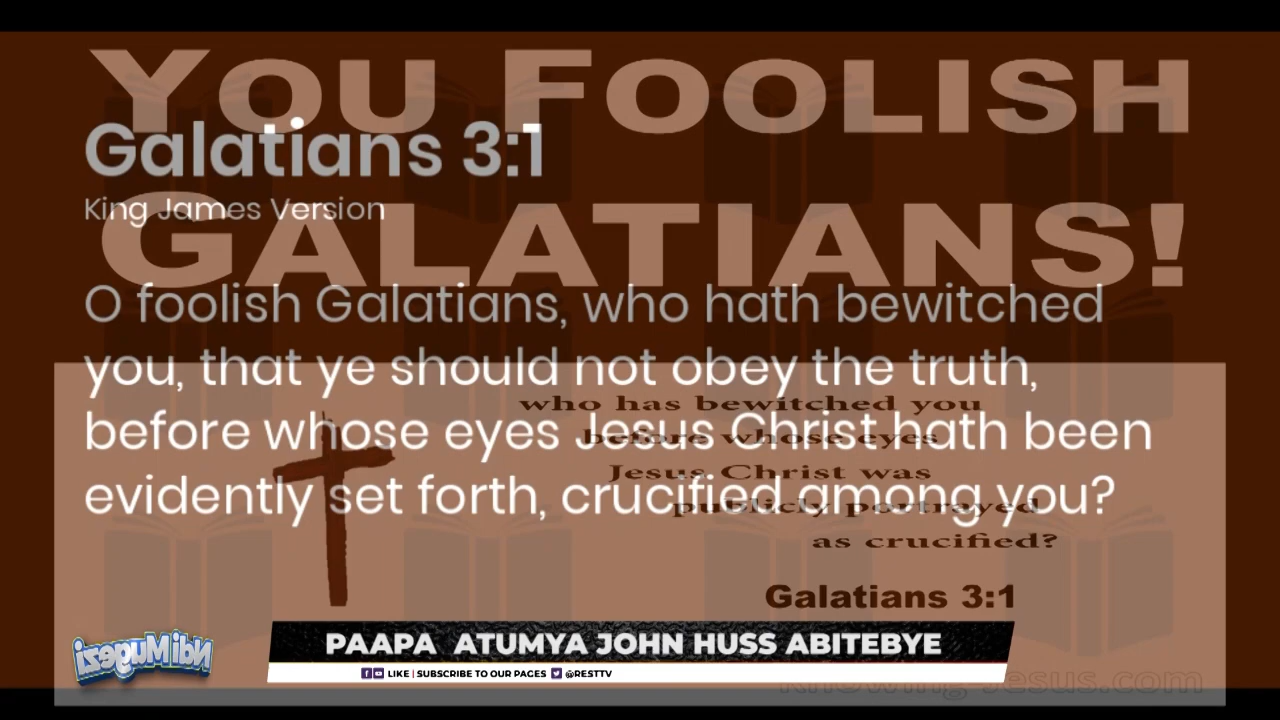 YOU FOOLISH
Galatians 3:1
King James Version
GALATIANS!
O foolish Galatians, who hath bewitched
you, that ye should not obey the truth,
before whose eyes Jesus Christ hath been
evidently set forth, crucified among you?
who has bewitched you
before whose eyes
Jesus Christ was
publicly portrayed
as crucified?
Galatians 3:1
NdiMugezi
PAAPA ATUMYA JOHN HUSS ABITEBYE
LIKE | SUBSCRIBE TO OUR PAGES @RESTTV
knowing-jesus.com